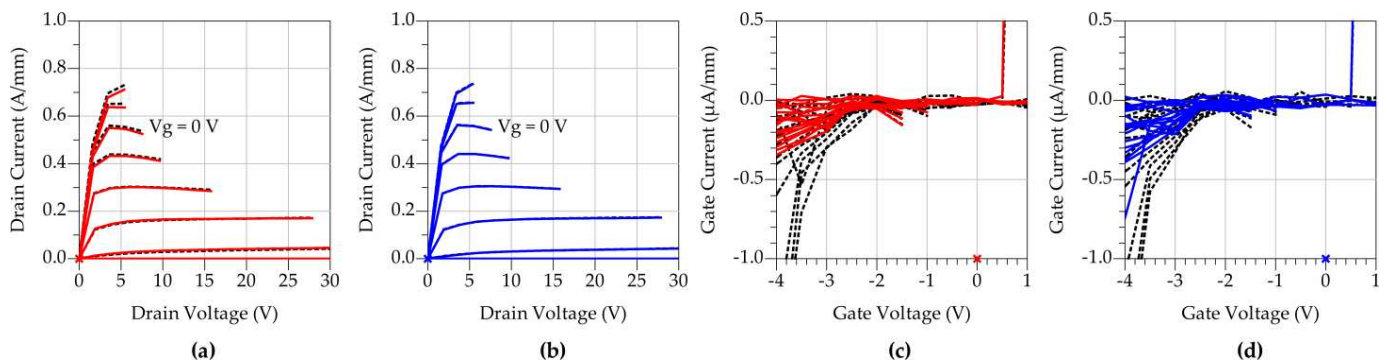 Drain Current (A/mm)
1.0
0.8
0.6
0.4
0.2
0.0
Vg = 0 V
0 5 10 15 20 25 30
Drain Voltage (V)
(a)
Drain Current (A/mm)
1.0
0.8
0.6
0.4
0.2
0.0
Vg = 0 V
0 5 10 15 20 25 30
Drain Voltage (V)
(b)
Gate Current (μA/mm)
0.5
0.0
-0.5
-1.0
-4 -3 -2 -1 0 1
Gate Voltage (V)
(c)
Gate Current (μA/mm)
0.5
0.0
-0.5
-1.0
-4 -3 -2 -1 0 1
Gate Voltage (V)
(d)